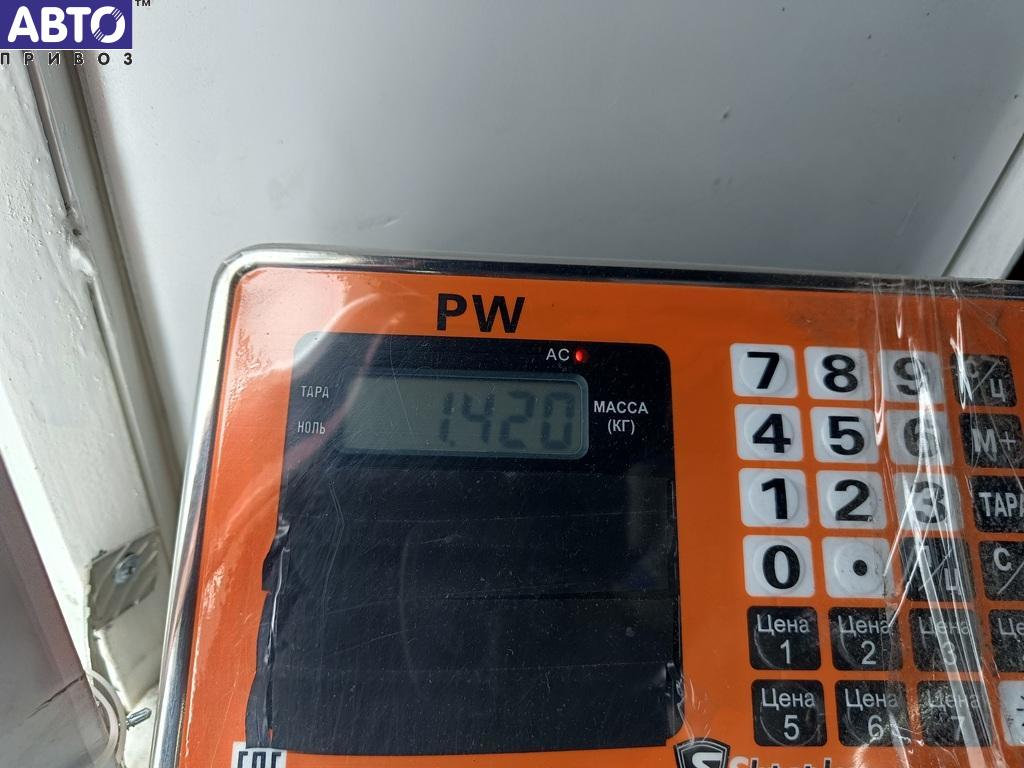 АВТО™
ПРИВОЗ
PW
AC
ТАРА
НОЛЬ
1.420
МАССА
(КГ)
7 8 9
4 5 6 М+
1 2 3 ТАРА
0 • С
Цена 1 Цена 2 Цена 3
Цена 5 Цена 6 Цена 7